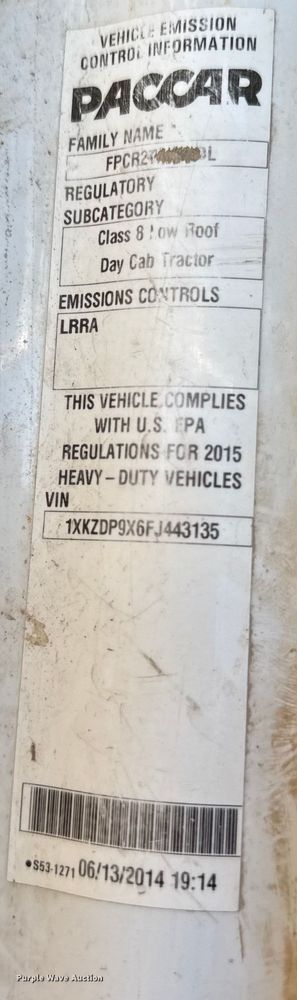 VEHICLE EMISSION
CONTROL INFORMATION
PACCAR
FAMILY NAME
REGULATORY
SUBCATEGORY
Class 8 Low Roof
Day Cab Tractor
EMISSIONS CONTROLS
LRRA
THIS VEHICLE COMPLIES
WITH U.S. EPA
REGULATIONS FOR 2015
HEAVY-DUTY VEHICLES
VIN
1XKZDP9X6FJ443135
•S53-1271 06/13/2014 19:14
Purple Wave Auction